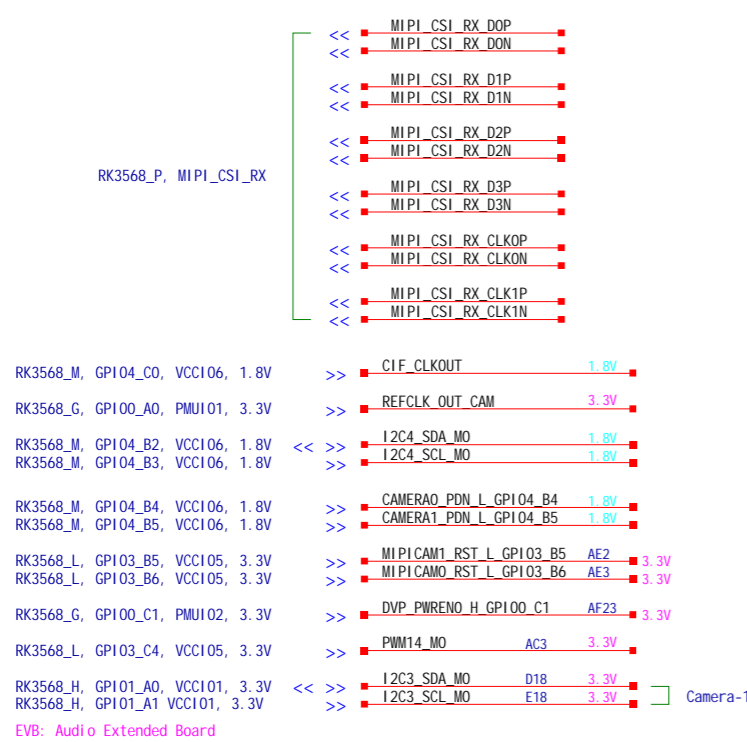 << MIPI_CSI_RX_D0P
<< MIPI_CSI_RX_D0N
<< MIPI_CSI_RX_D1P
<< MIPI_CSI_RX_D1N
<< MIPI_CSI_RX_D2P
<< MIPI_CSI_RX_D2N
RK3568_P, MIPI_CSI_RX
<< MIPI_CSI_RX_D3P
<< MIPI_CSI_RX_D3N
<< MIPI_CSI_RX_CLK0P
<< MIPI_CSI_RX_CLK0N
<< MIPI_CSI_RX_CLK1P
<< MIPI_CSI_RX_CLK1N
RK3568_M, GPIO4_C0, VCCIO6, 1.8V >> CIF_CLKOUT 1.8V
RK3568_G, GPIO0_A0, PMUIO1, 3.3V >> REFCLK_OUT_CAM 3.3V
RK3568_M, GPIO4_B2, VCCIO6, 1.8V << >> I2C4_SDA_M0 1.8V
RK3568_M, GPIO4_B3, VCCIO6, 1.8V >> I2C4_SCL_M0 1.8V
RK3568_M, GPIO4_B4, VCCIO6, 1.8V >> CAMERA0_PDN_L_GPIO4_B4 1.8V
RK3568_M, GPIO4_B5, VCCIO6, 1.8V >> CAMERA1_PDN_L_GPIO4_B5 1.8V
RK3568_L, GPIO3_B5, VCCIO5, 3.3V >> MIPICAM1_RST_L_GPIO3_B5 AE2 3.3V
RK3568_L, GPIO3_B6, VCCIO5, 3.3V >> MIPICAM0_RST_L_GPIO3_B6 AE3 3.3V
RK3568_G, GPIO0_C1, PMUIO2, 3.3V >> DVP_PWREN0_H_GPIO0_C1 AF23 3.3V
RK3568_L, GPIO3_C4, VCCIO5, 3.3V >> PWM14_M0 AC3 3.3V
RK3568_H, GPIO1_A0, VCCIO1, 3.3V << >> I2C3_SDA_M0 D18 3.3V
RK3568_H, GPIO1_A1 VCCIO1, 3.3V >> I2C3_SCL_M0 E18 3.3V
Camera-1
EVB: Audio Extended Board